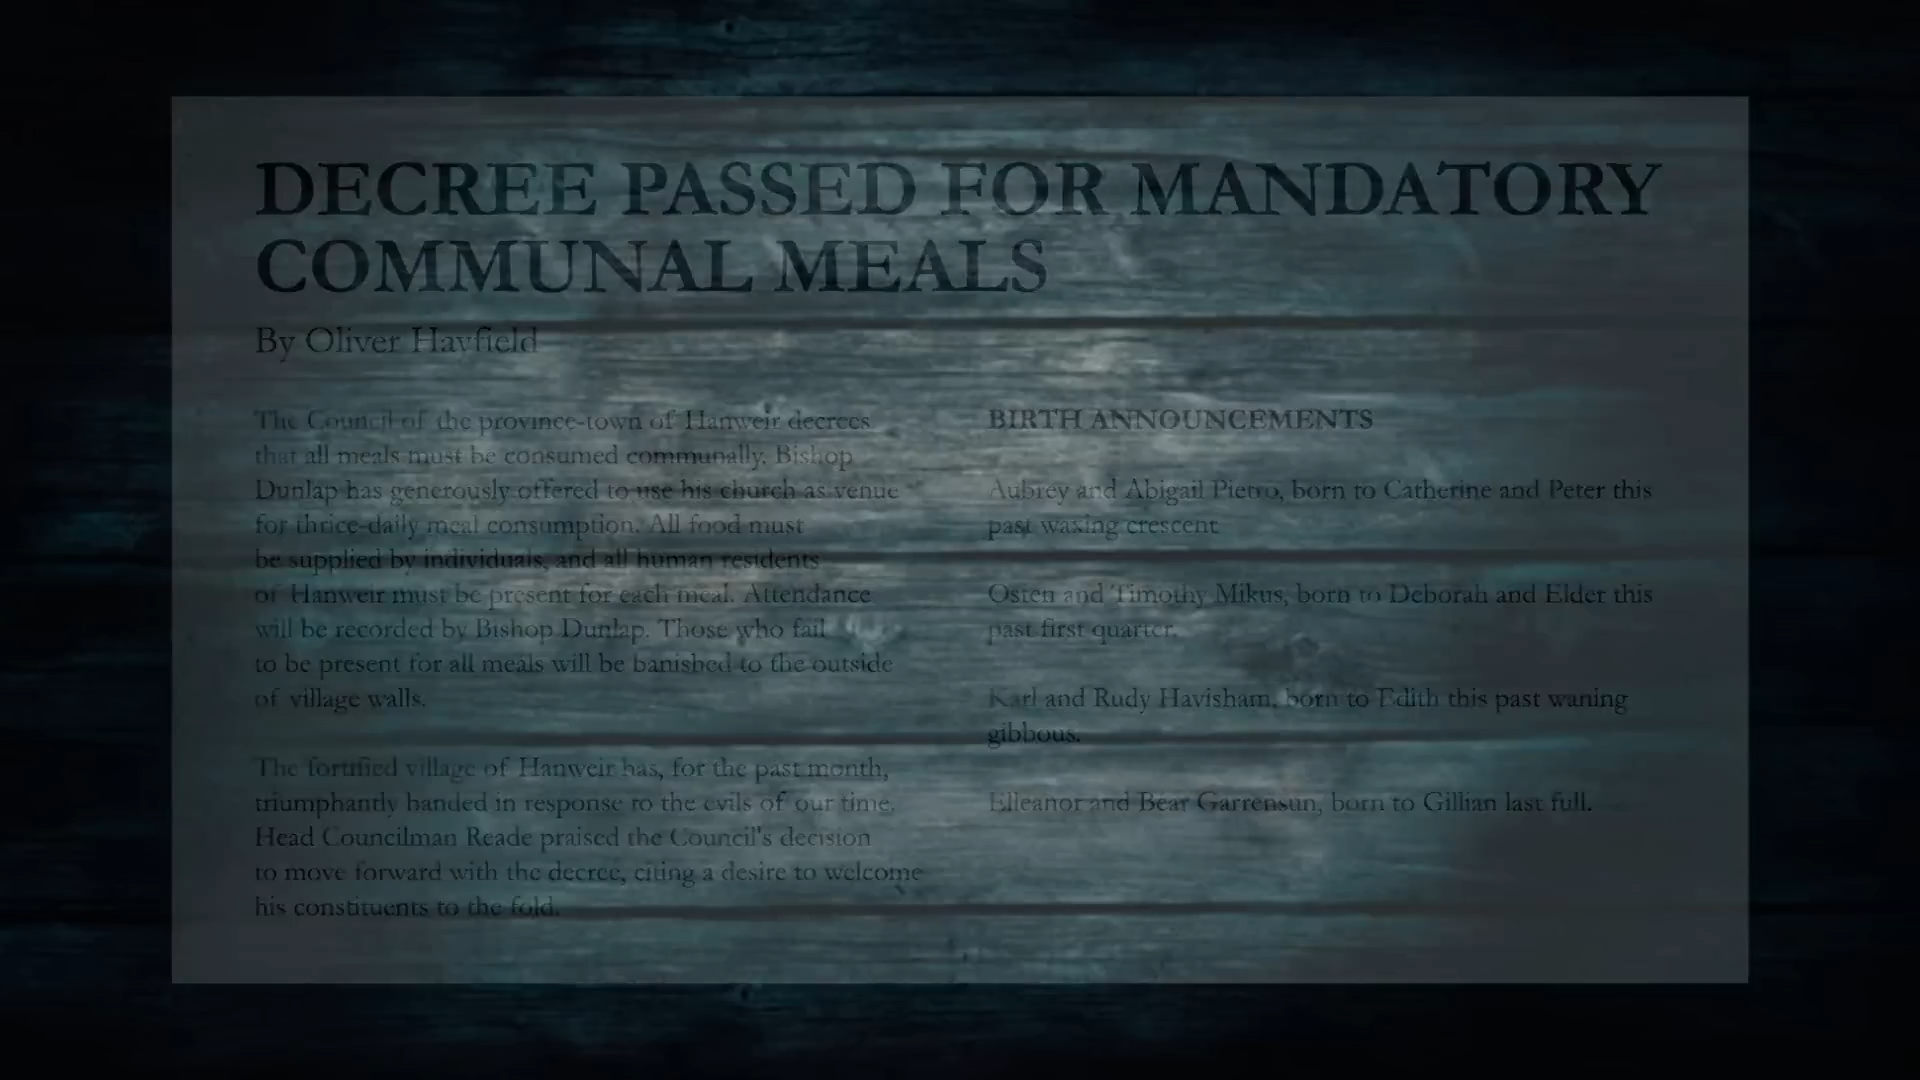 DECREE PASSED FOR MANDATORY
COMMUNAL MEALS
By Oliver Hayfield
The Council of the province-town of Hanweir decrees
that all meals must be consumed communally. Bishop
Dunlap has generously offered to use his church as venue
for thrice-daily meal consumption. All food must
be supplied by individuals, and all human residents
of Hanweir must be present for each meal. Attendance
will be recorded by Bishop Dunlap. Those who fail
to be present for all meals will be banished to the outside
of village walls.
The fortified village of Hanweir has, for the past month,
triumphantly banded in response to the evils of our time.
Head Councilman Reade praised the Council's decision
to move forward with the decree, citing a desire to welcome
his constituents to the fold.
BIRTH ANNOUNCEMENTS
Aubrey and Abigail Pietro, born to Catherine and Peter this
past waxing crescent
Osten and Timothy Mikus, born to Deborah and Elder this
past first quarter.
Karl and Rudy Havisham, born to Edith this past waning
gibbous.
Elleanor and Bear Garrensun, born to Gillian last full.